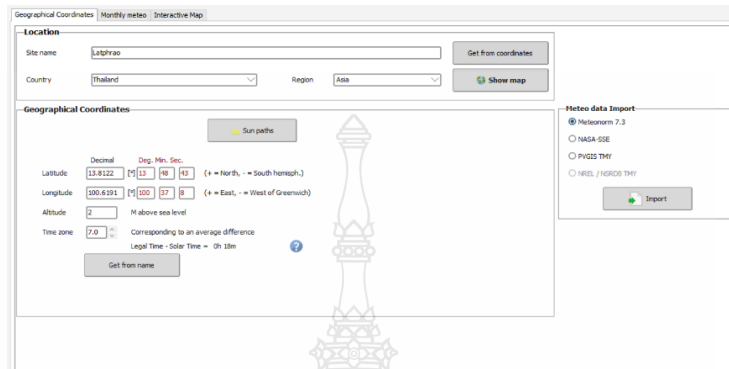 Geographical Coordinates Monthly meteo Interactive Map
Location
Site name Latphrao Get from coordinates
Country Thailand Region Asia Show map
Geographical Coordinates
Sun paths
Decimal Deg. Min. Sec.
Latitude 13.8122 [°] 13 48 43 (+ = North, - = South hemisph.)
Longitude 100.6191 [°] 100 37 8 (+ = East, - = West of Greenwich)
Altitude 2 M above sea level
Time zone 7.0 Corresponding to an average difference
Legal Time - Solar Time = 0h 18m ?
Get from name
Meteo data Import
Meteonorm 7.3
NASA-SSE
PVGIS TMY
NREL / NSRDB TMY
Import